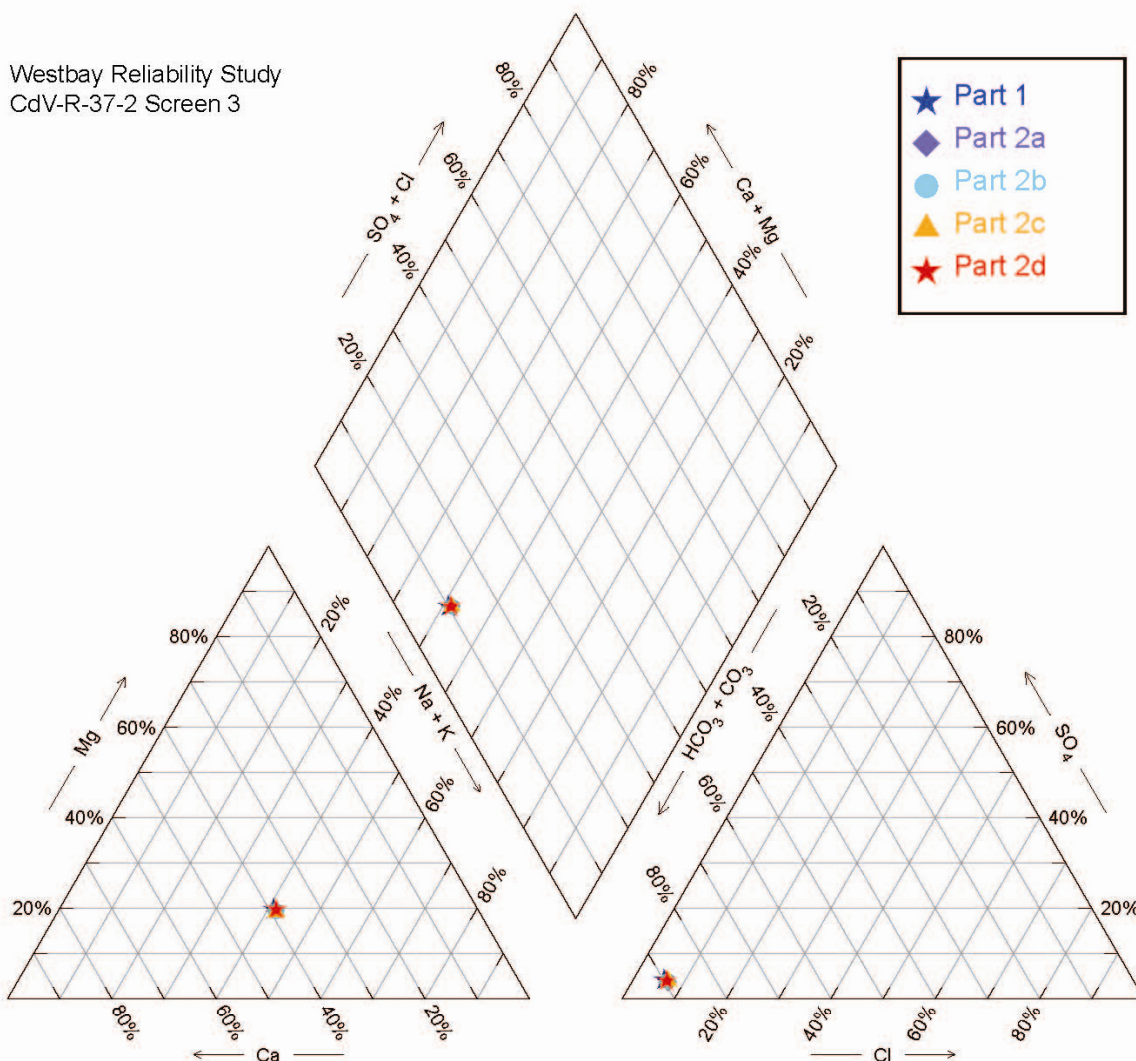 Westbay Reliability Study
CdV-R-37-2 Screen 3
Part 1
Part 2a
Part 2b
Part 2c
Part 2d
80%
80%
60%
60%
40%
40%
20%
20%
SO₄ + Cl
Ca + Mg
Na + K
HCO₃ + CO₃
Mg
80%
60%
40%
20%
20%
40%
60%
80%
80%
60%
40%
20%
Ca
20%
40%
60%
80%
80%
60%
40%
20%
SO₄
20%
40%
60%
80%
Cl